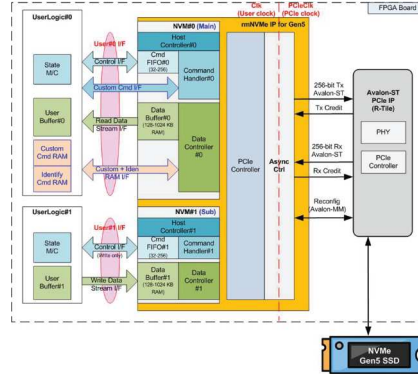 FPGA Board
Clk
(User clock)
PCIeClk
(PCIe clock)
UserLogic#0
User#0 I/F
NVM#0 (Main)
rmNVMe IP for Gen5
Host
Controller#0
State
M/C
Control I/F
Cmd
FIFO#0
(32-256)
Command
Handler#0
Custom Cmd I/F
User
Buffer#0
Read Data
Stream I/F
Data
Buffer#0
(128-1024 KB
RAM)
Data
Controller
#0
Custom
Cmd RAM
Identify
Cmd RAM
Custom + Iden
RAM I/F
PCIe
Controller
Async
Ctrl
256-bit Tx
Avalon-ST
Tx Credit
256-bit Rx
Avalon-ST
Rx Credit
Reconfig
(Avalon-MM)
Avalon-ST
PCIe IP
(R-Tile)
PHY
PCIe
Controller
UserLogic#1
User#1 I/F
NVM#1 (Sub)
Host
Controller#1
State
M/C
Control I/F
(Write only)
Cmd
FIFO#1
(32-256)
Command
Handler#1
User
Buffer#1
Write Data
Stream I/F
Data
Buffer#1
(128-1024 KB
RAM)
Data
Controller
#1
NVMe
Gen5 SSD